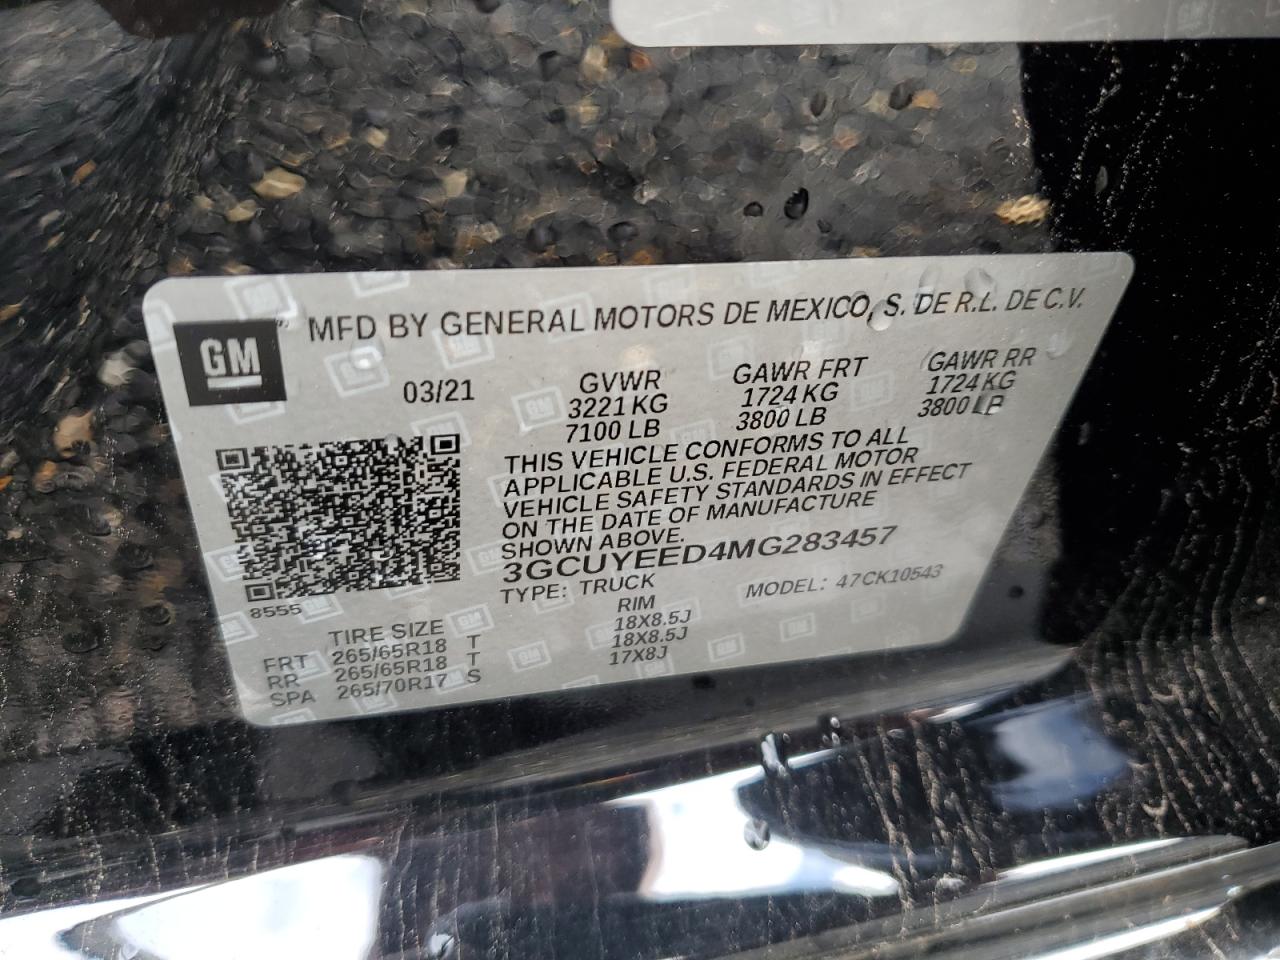 GM
MFD BY GENERAL MOTORS DE MEXICO, S. DE R.L. DE C.V.
03/21
GVWR GAWR FRT GAWR RR
3221 KG 1724 KG 1724 KG
7100 LB 3800 LB 3800 LB
THIS VEHICLE CONFORMS TO ALL
APPLICABLE U.S. FEDERAL MOTOR
VEHICLE SAFETY STANDARDS IN EFFECT
ON THE DATE OF MANUFACTURE
SHOWN ABOVE.
3GCUYEED4MG283457
TYPE: TRUCK MODEL: 47CK10543
8555
TIRE SIZE RIM
FRT 265/65R18 T 18X8.5J
RR 265/65R18 T 18X8.5J
SPA 265/70R17 S 17X8J